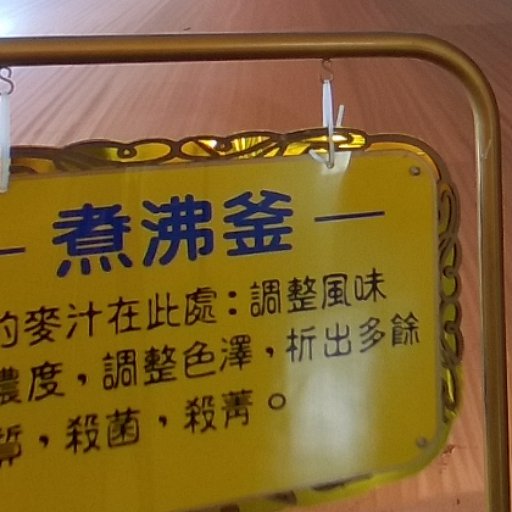 — 煮沸釜 —
的麥汁在此處：調整風味
濃度，調整色澤，析出多餘
質，殺菌，殺菁。